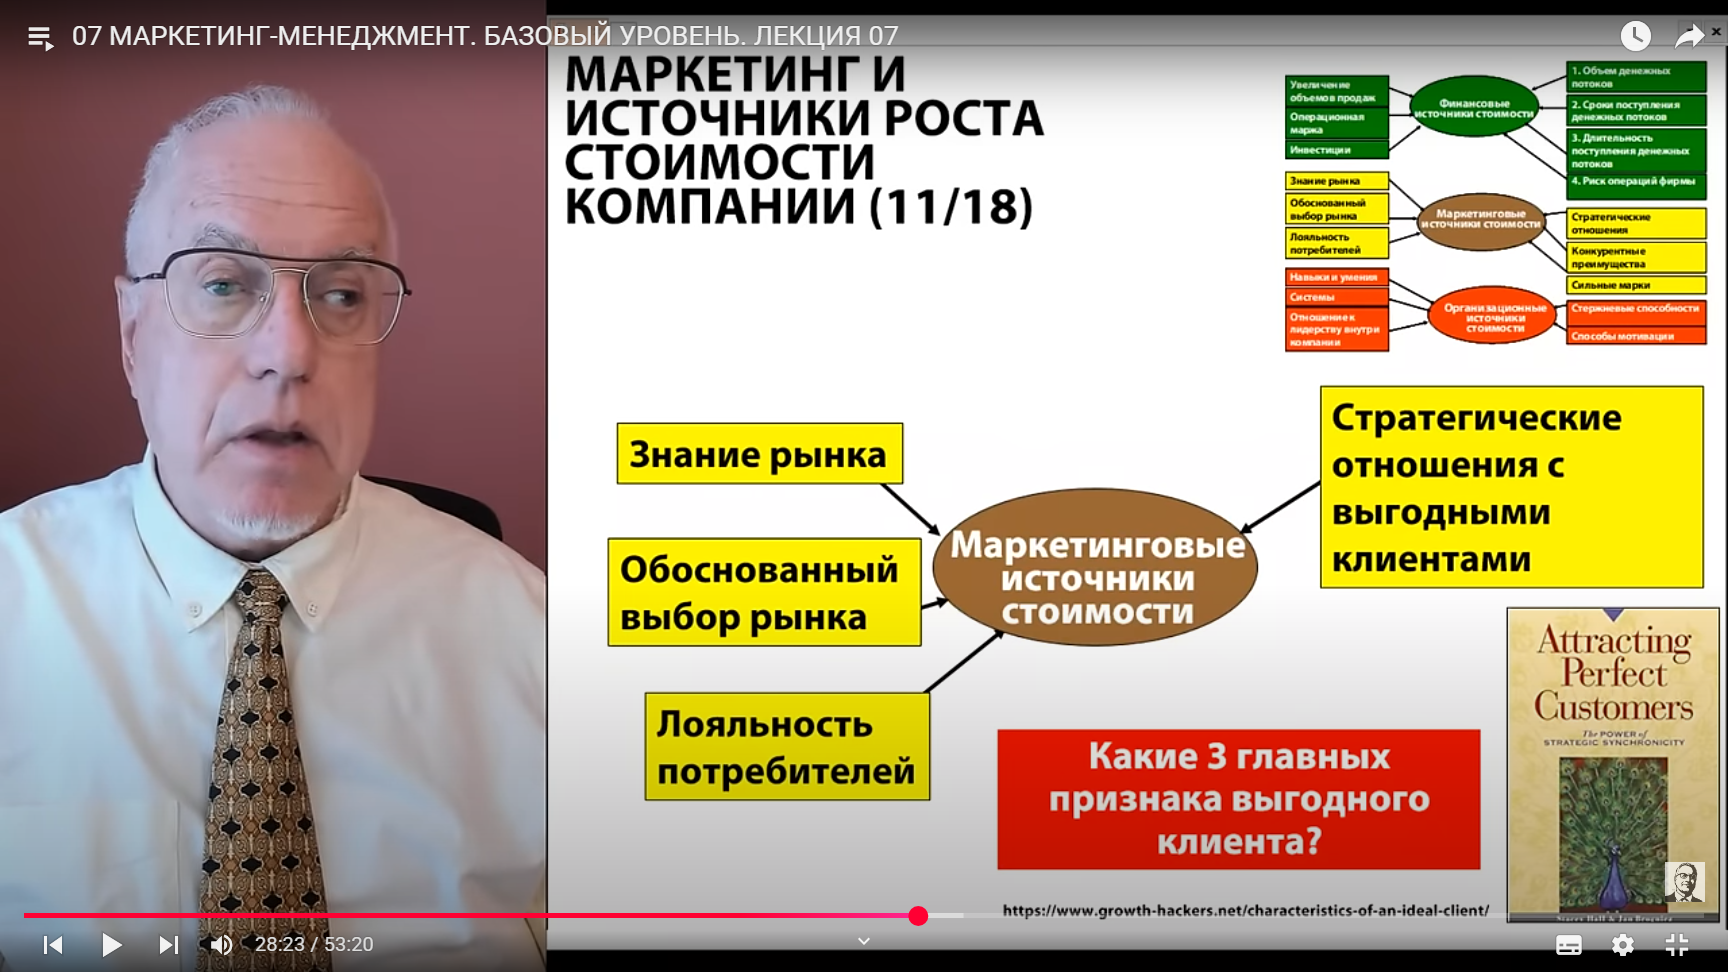 07 МАРКЕТИНГ-МЕНЕДЖМЕНТ. БАЗОВЫЙ УРОВЕНЬ. ЛЕКЦИЯ 07
МАРКЕТИНГ И
ИСТОЧНИКИ РОСТА
СТОИМОСТИ
КОМПАНИИ (11/18)
Увеличение
объемов продаж
Операционная
маржа
Инвестиции
Финансовые
источники стоимости
1. Объем денежных
потоков
2. Сроки поступления
денежных потоков
3. Длительность
поступления денежных
потоков
4. Риск операций фирмы
Знание рынка
Обоснованный
выбор рынка
Лояльность
потребителей
Маркетинговые
источники стоимости
Стратегические
отношения
Конкурентные
преимущества
Сильные марки
Навыки и умения
Системы
Отношение к
лидерству внутри
компании
Организационные
источники
стоимости
Стержневые способности
Способы мотивации
Знание рынка
Обоснованный
выбор рынка
Лояльность
потребителей
Маркетинговые
источники
стоимости
Стратегические
отношения с
выгодными
клиентами
Какие 3 главных
признака выгодного
клиента?
Attracting
Perfect
Customers
The POWER of
STRATEGIC SYNCHRONICITY
https://www.growth-hackers.net/characteristics-of-an-ideal-client/
28:23 / 53:20